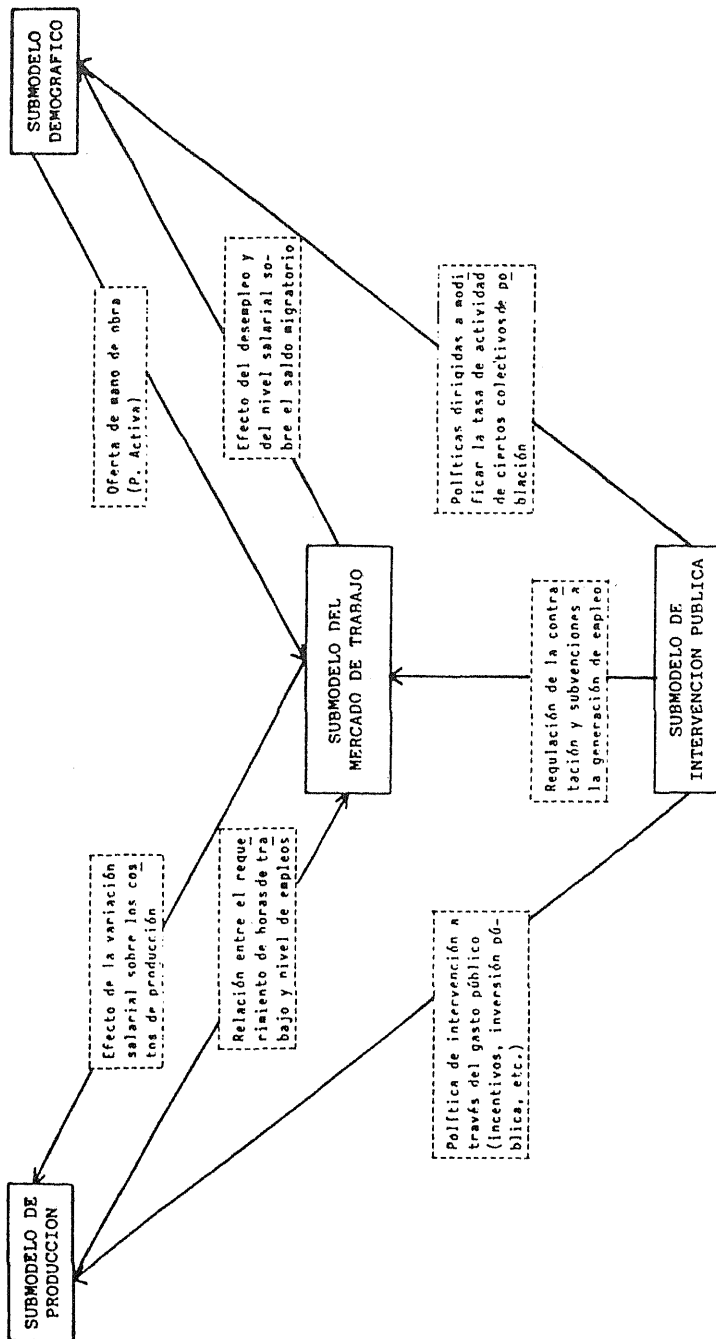 SUBMODELO DE
PRODUCCION
SUBMODELO
DEMOGRAFICO
Efecto de la variación
salarial sobre los cos
tos de producción
Oferta de mano de obra
(P. Activa)
Relación entre el reque
rimiento de horas de tra
bajo y nivel de empleos
SUBMODELO DEL
MERCADO DE TRABAJO
Efecto del desempleo y
del nivel salarial so-
bre el saldo migratorio
Política de intervención a
través del gasto público
(incentivos, inversión pú-
blica, etc.)
Regulación de la contra
tación y subvenciones a
la generación de empleo
Políticas dirigidas a modi
ficar la tasa de actividad
de ciertos colectivos de po
blación
SUBMODELO DE
INTERVENCION PUBLICA